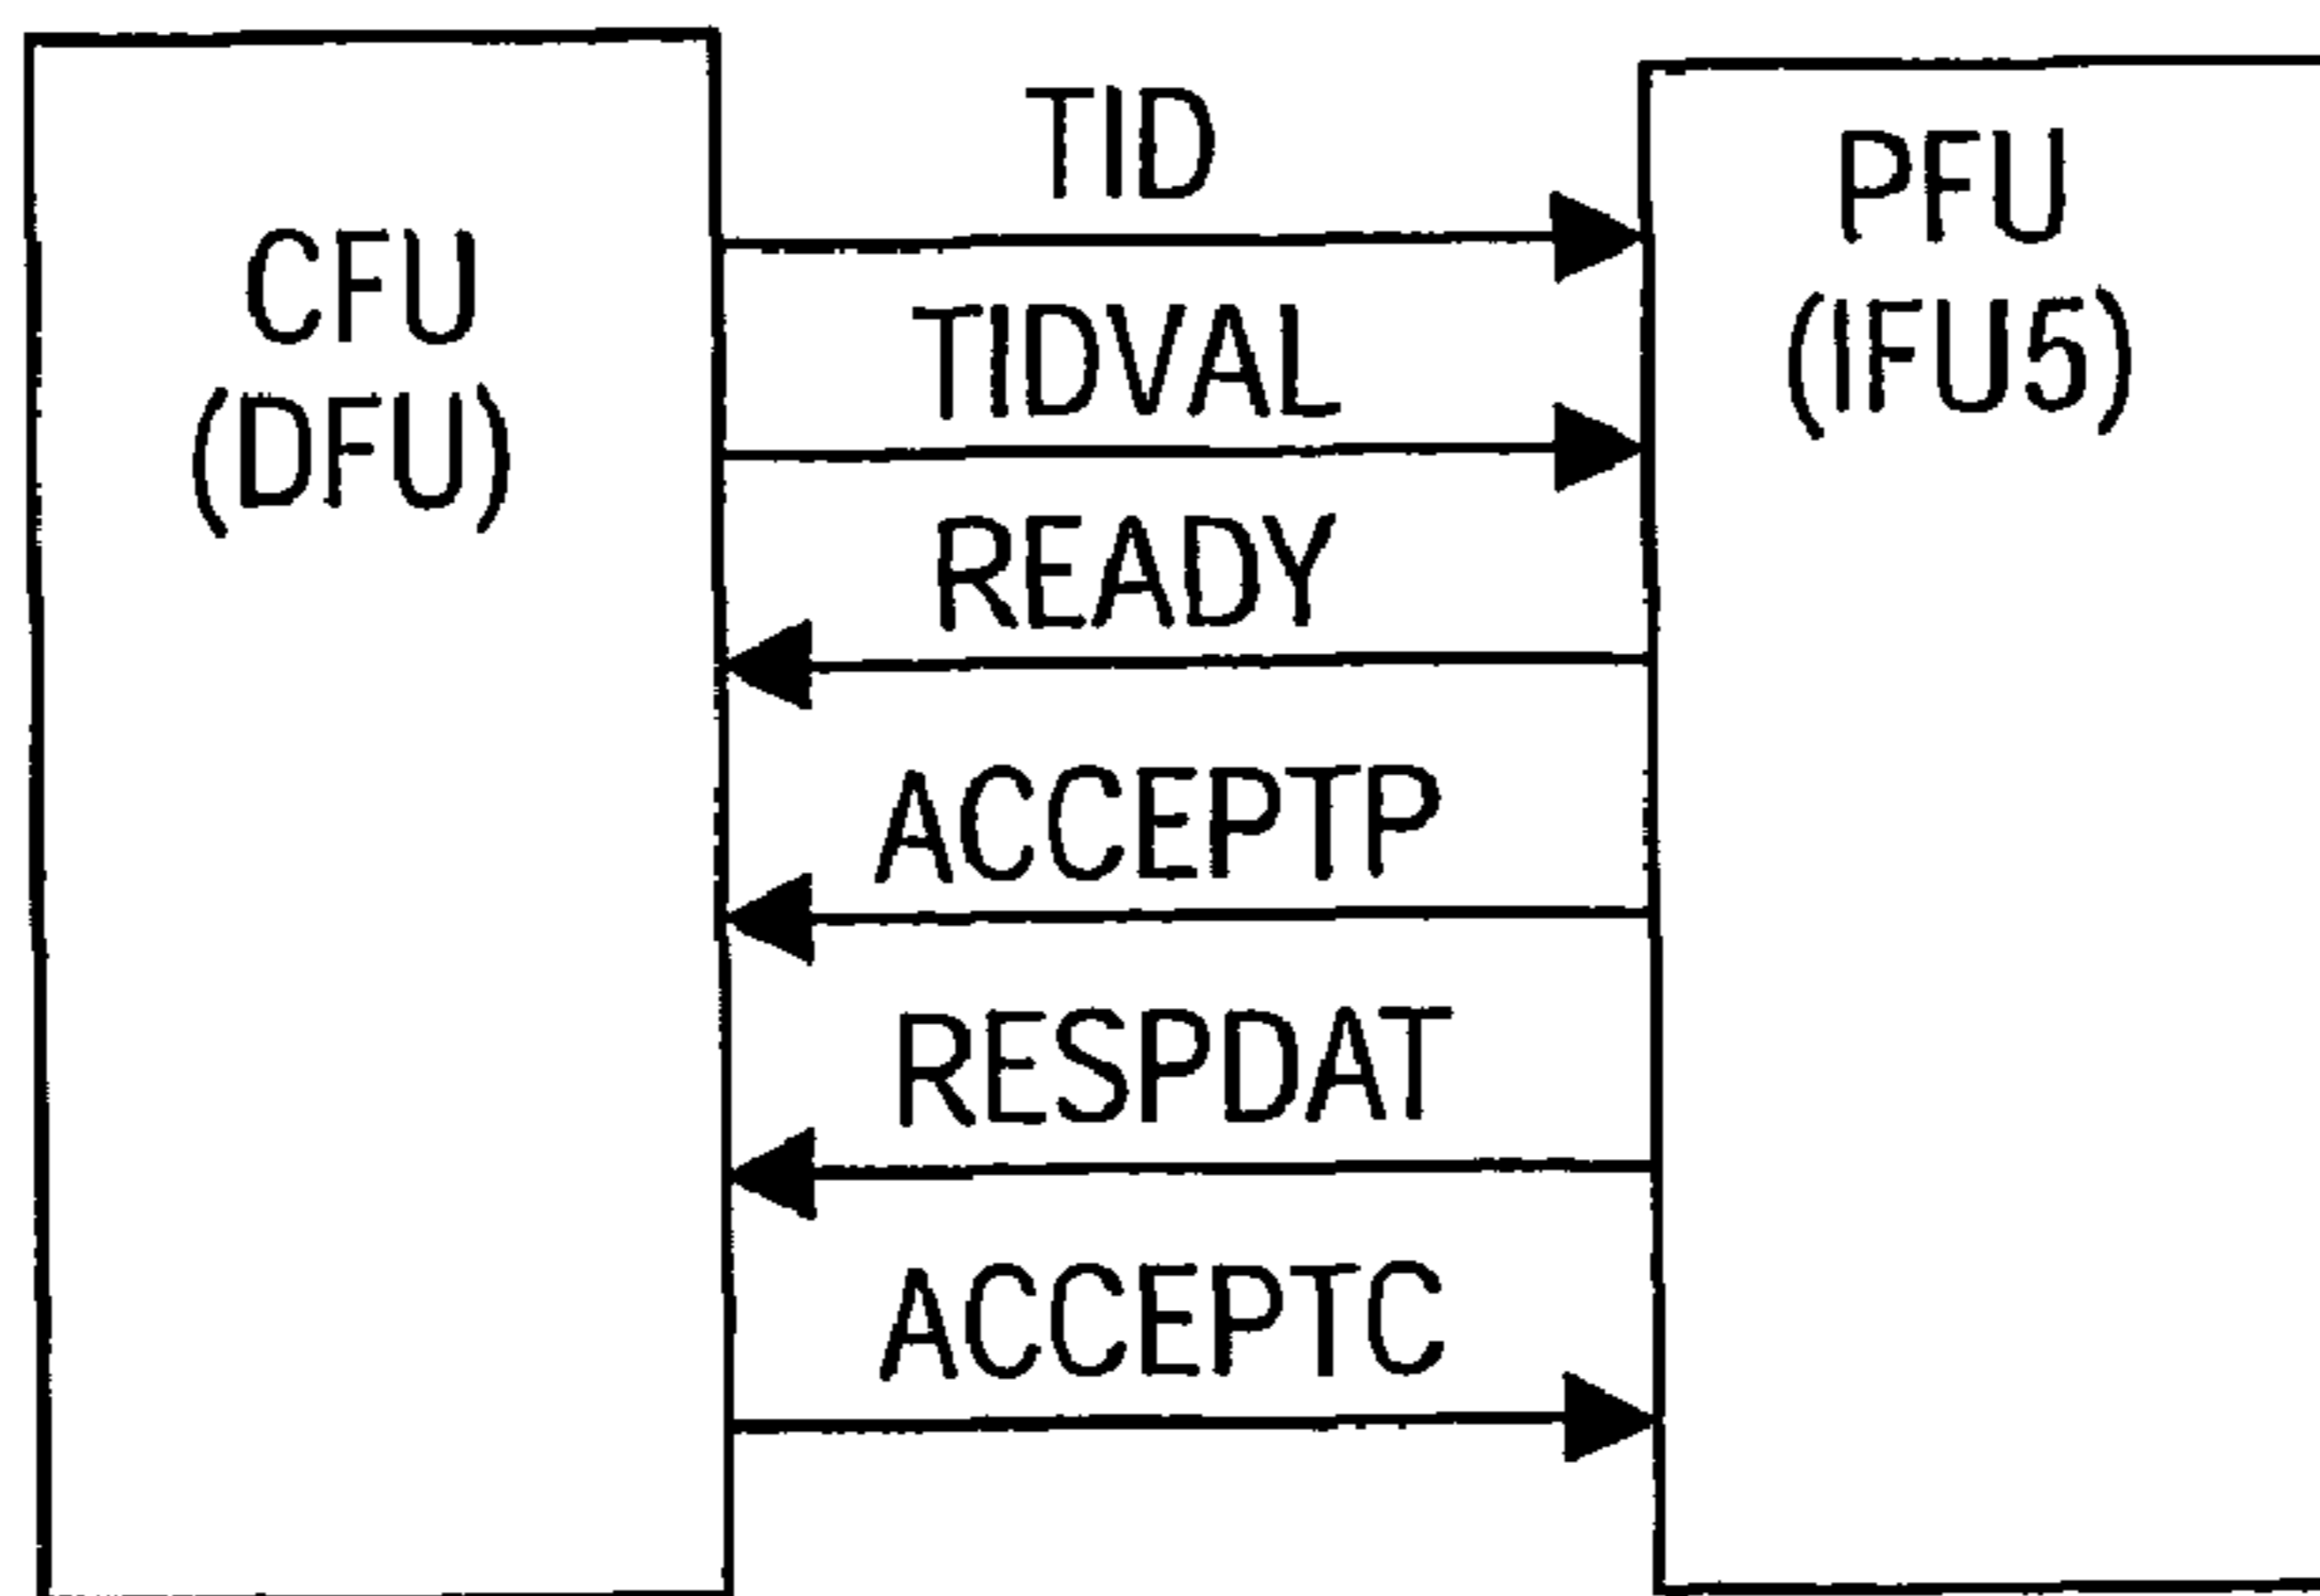 CFU
(DFU)
TID
TIDVAL
READY
ACCEPTP
RESPDAT
ACCEPTC
PFU
(IFU5)